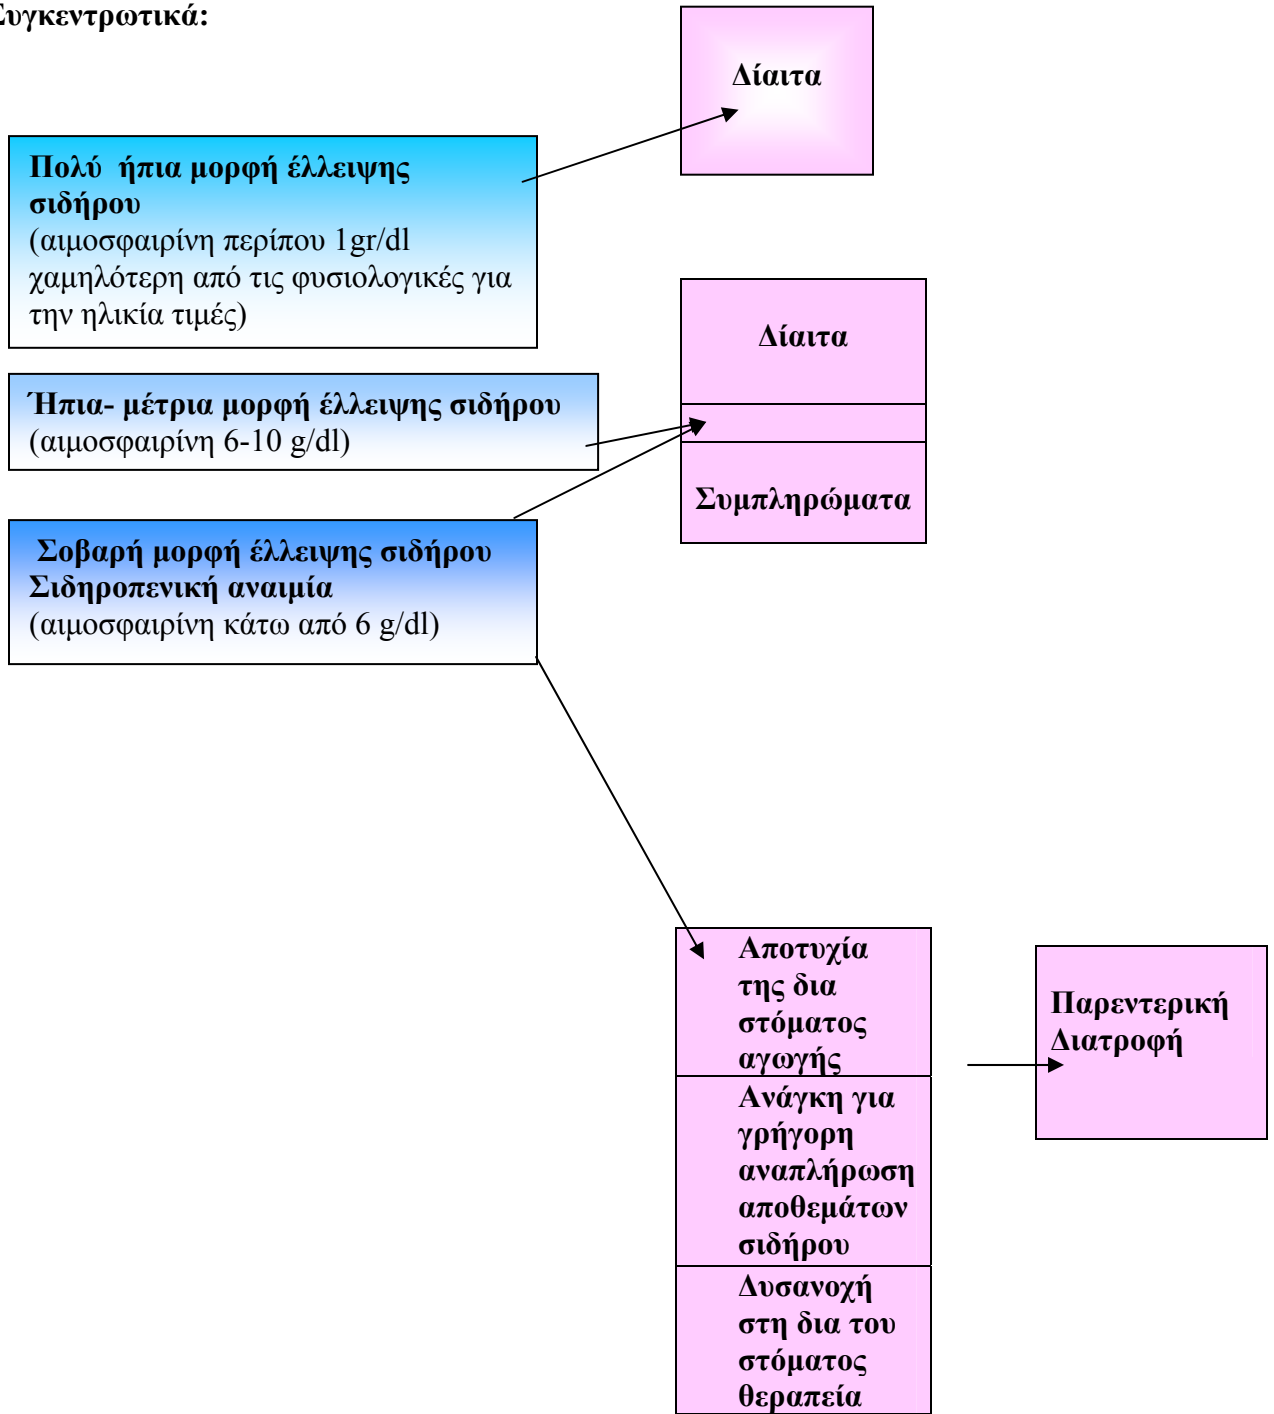 Συγκεντρωτικά:
Δίαιτα
Πολύ ήπια μορφή έλλειψης
σιδήρου
(αιμοσφαιρίνη περίπου 1gr/dl
χαμηλότερη από τις φυσιολογικές για
την ηλικία τιμές)
Δίαιτα
Ήπια- μέτρια μορφή έλλειψης σιδήρου
(αιμοσφαιρίνη 6-10 g/dl)
Συμπληρώματα
Σοβαρή μορφή έλλειψης σιδήρου
Σιδηροπενική αναιμία
(αιμοσφαιρίνη κάτω από 6 g/dl)
Αποτυχία
της δια
στόματος
αγωγής
Παρεντερική
Διατροφή
Ανάγκη για
γρήγορη
αναπλήρωση
αποθεμάτων
σιδήρου
Δυσανοχή
στη δια του
στόματος
θεραπεία